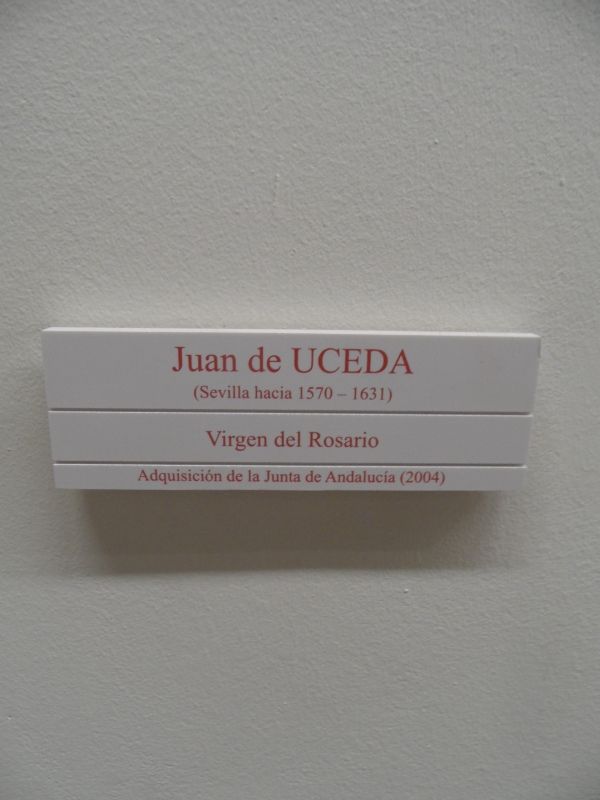 Juan de UCEDA
(Sevilla hacia 1570 – 1631)
Virgen del Rosario
Adquisición de la Junta de Andalucía (2004)